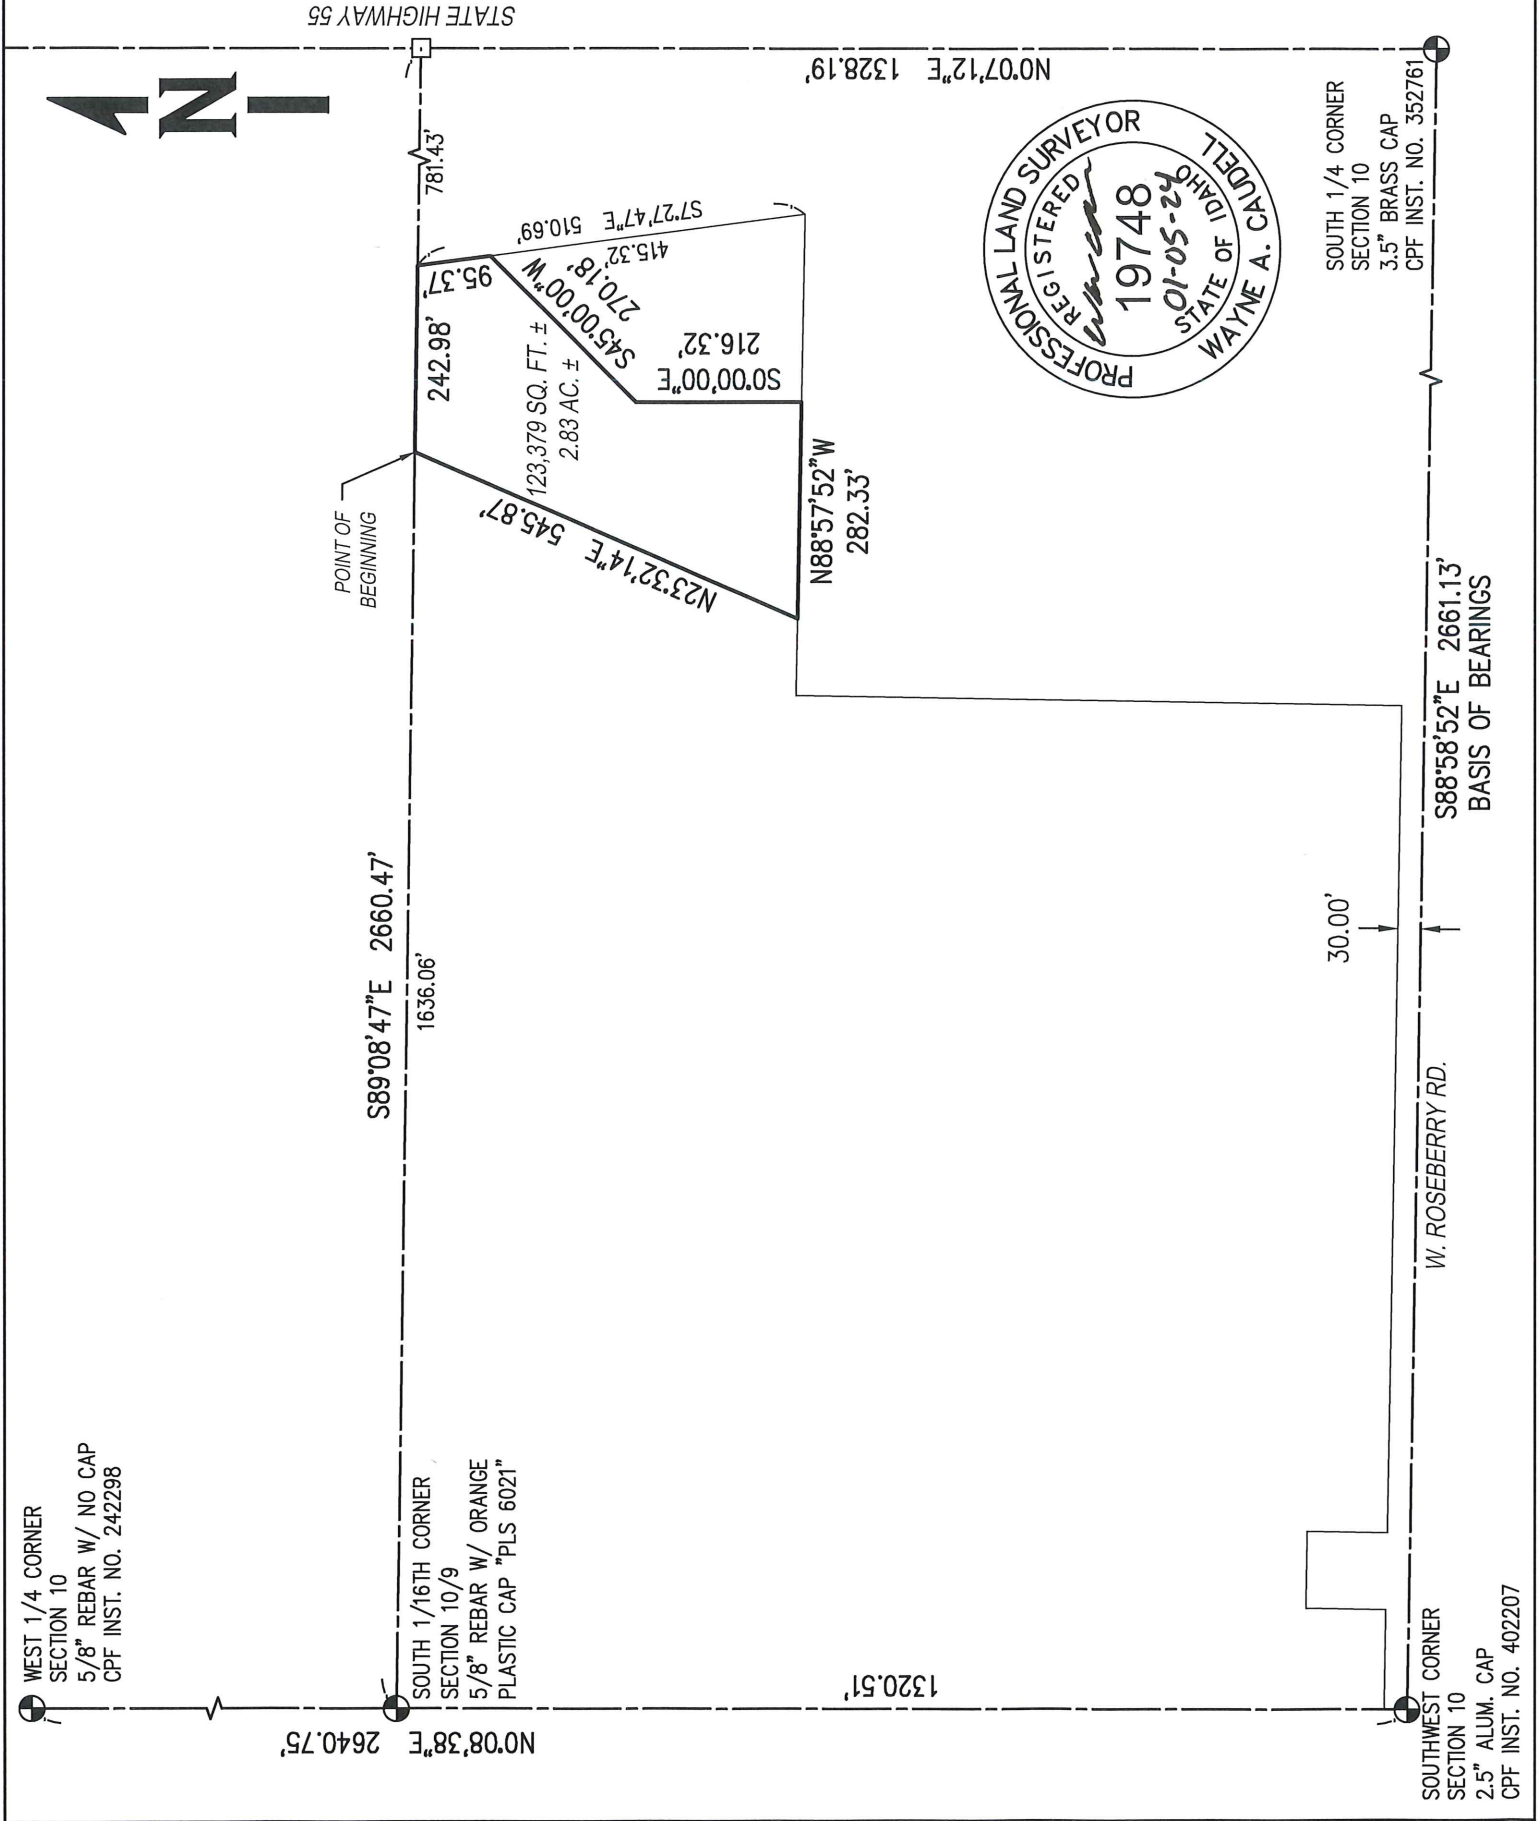 STATE HIGHWAY 55
N
WEST 1/4 CORNER
SECTION 10
5/8" REBAR W/ NO CAP
CPF INST. NO. 242298
N0°08'38"E 2640.75'
SOUTH 1/16TH CORNER
SECTION 10/9
5/8" REBAR W/ ORANGE
PLASTIC CAP "PLS 6021"
S89°08'47"E 2660.47'
1636.06'
POINT OF
BEGINNING
242.98'
781.43'
95.37'
S7°27'47"E 510.69'
415.32'
S45°00'00"W
270.18'
S0°00'00"E
216.32'
123,379 SQ. FT. ±
2.83 AC. ±
N23°32'14"E 545.87'
N88°57'52"W
282.33'
N0°07'12"E 1328.19'
PROFESSIONAL LAND SURVEYOR
REGISTERED
19748
01-05-24
STATE OF IDAHO
WAYNE A. CAUDELL
SOUTH 1/4 CORNER
SECTION 10
3.5" BRASS CAP
CPF INST. NO. 352761
S88°58'52"E 2661.13'
BASIS OF BEARINGS
30.00'
W. ROSEBERRY RD.
1320.51'
SOUTHWEST CORNER
SECTION 10
2.5" ALUM. CAP
CPF INST. NO. 402207